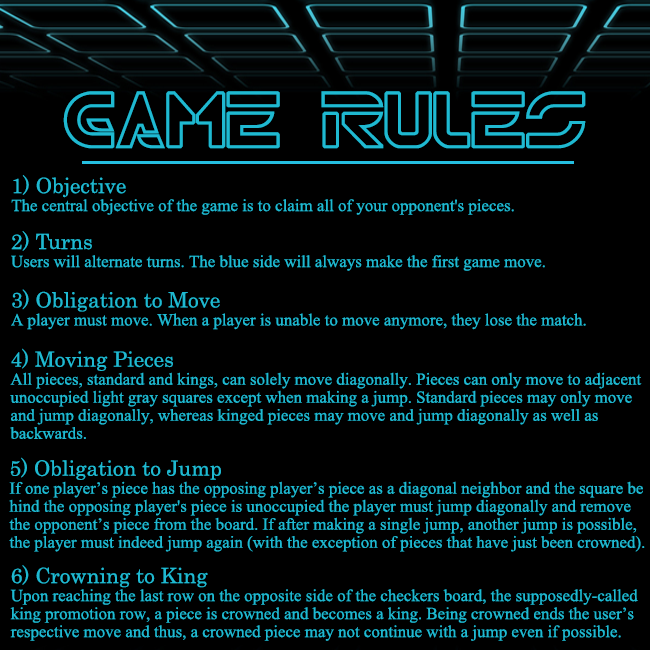 GAME RULES
1) Objective
The central objective of the game is to claim all of your opponent's pieces.
2) Turns
Users will alternate turns. The blue side will always make the first game move.
3) Obligation to Move
A player must move. When a player is unable to move anymore, they lose the match.
4) Moving Pieces
All pieces, standard and kings, can solely move diagonally. Pieces can only move to adjacent
unoccupied light gray squares except when making a jump. Standard pieces may only move
and jump diagonally, whereas kinged pieces may move and jump diagonally as well as
backwards.
5) Obligation to Jump
If one player’s piece has the opposing player’s piece as a diagonal neighbor and the square be
hind the opposing player's piece is unoccupied the player must jump diagonally and remove
the opponent’s piece from the board. If after making a single jump, another jump is possible,
the player must indeed jump again (with the exception of pieces that have just been crowned).
6) Crowning to King
Upon reaching the last row on the opposite side of the checkers board, the supposedly-called
king promotion row, a piece is crowned and becomes a king. Being crowned ends the user’s
respective move and thus, a crowned piece may not continue with a jump even if possible.